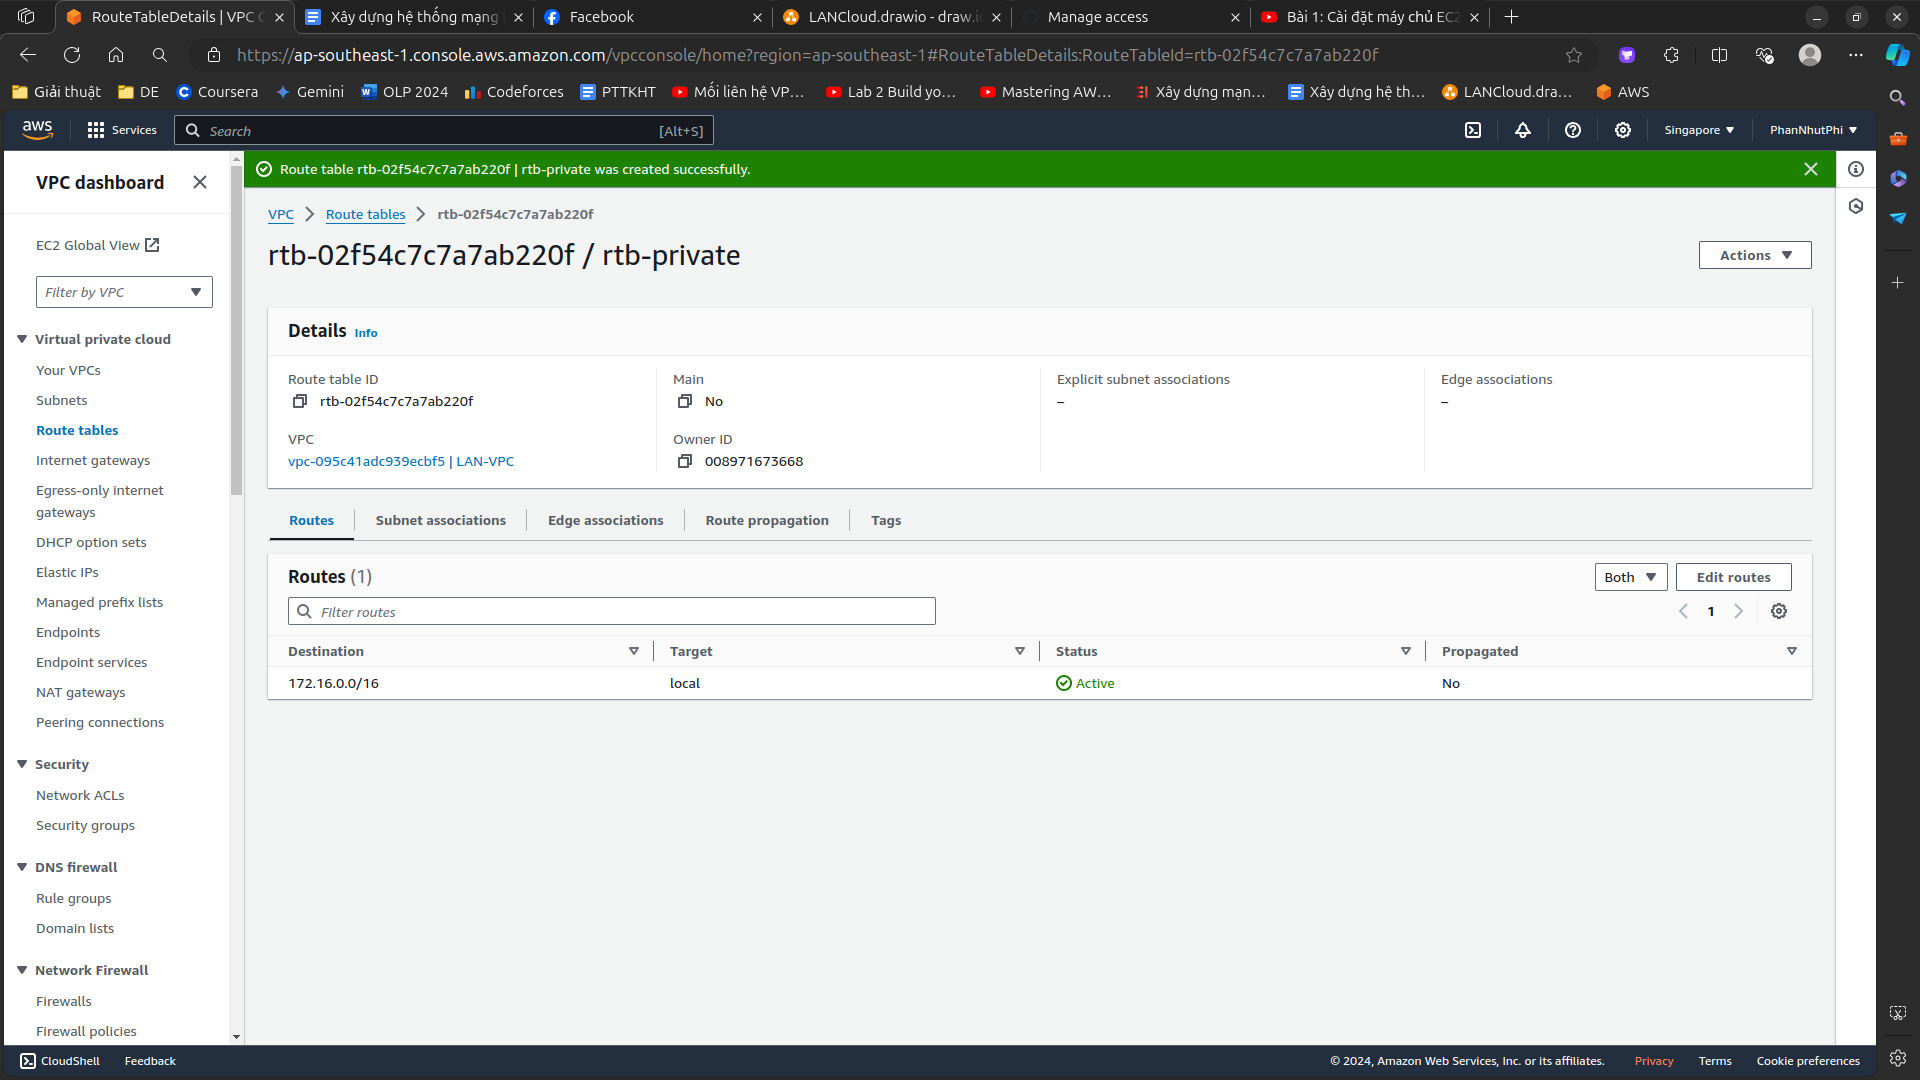 RouteTableDetails | VPC C
Xây dựng hệ thống mạng
Facebook
LANCloud.drawio - draw.i
Manage access
Bài 1: Cài đặt máy chủ EC2
https://ap-southeast-1.console.aws.amazon.com/vpcconsole/home?region=ap-southeast-1#RouteTableDetails:RouteTableId=rtb-02f54c7c7a7ab220f
Giải thuật
DE
Coursera
Gemini
OLP 2024
Codeforces
PTTKHT
Mối liên hệ VP...
Lab 2 Build yo...
Mastering AW...
Xây dựng mạn...
Xây dựng hệ th...
LANCloud.dra...
AWS
aws
Services
Search
[Alt+S]
Singapore
PhanNhutPhi
VPC dashboard
EC2 Global View
Filter by VPC
Virtual private cloud
Your VPCs
Subnets
Route tables
Internet gateways
Egress-only internet
gateways
DHCP option sets
Elastic IPs
Managed prefix lists
Endpoints
Endpoint services
NAT gateways
Peering connections
Security
Network ACLs
Security groups
DNS firewall
Rule groups
Domain lists
Network Firewall
Firewalls
Firewall policies
Route table rtb-02f54c7c7a7ab220f | rtb-private was created successfully.
VPC
Route tables
rtb-02f54c7c7a7ab220f
rtb-02f54c7c7a7ab220f / rtb-private
Actions
Details Info
Route table ID
rtb-02f54c7c7a7ab220f
Main
No
Explicit subnet associations
–
Edge associations
–
VPC
vpc-095c41adc939ecbf5 | LAN-VPC
Owner ID
008971673668
Routes
Subnet associations
Edge associations
Route propagation
Tags
Routes (1)
Both
Edit routes
Filter routes
1
Destination
Target
Status
Propagated
172.16.0.0/16
local
Active
No
CloudShell
Feedback
© 2024, Amazon Web Services, Inc. or its affiliates.
Privacy
Terms
Cookie preferences